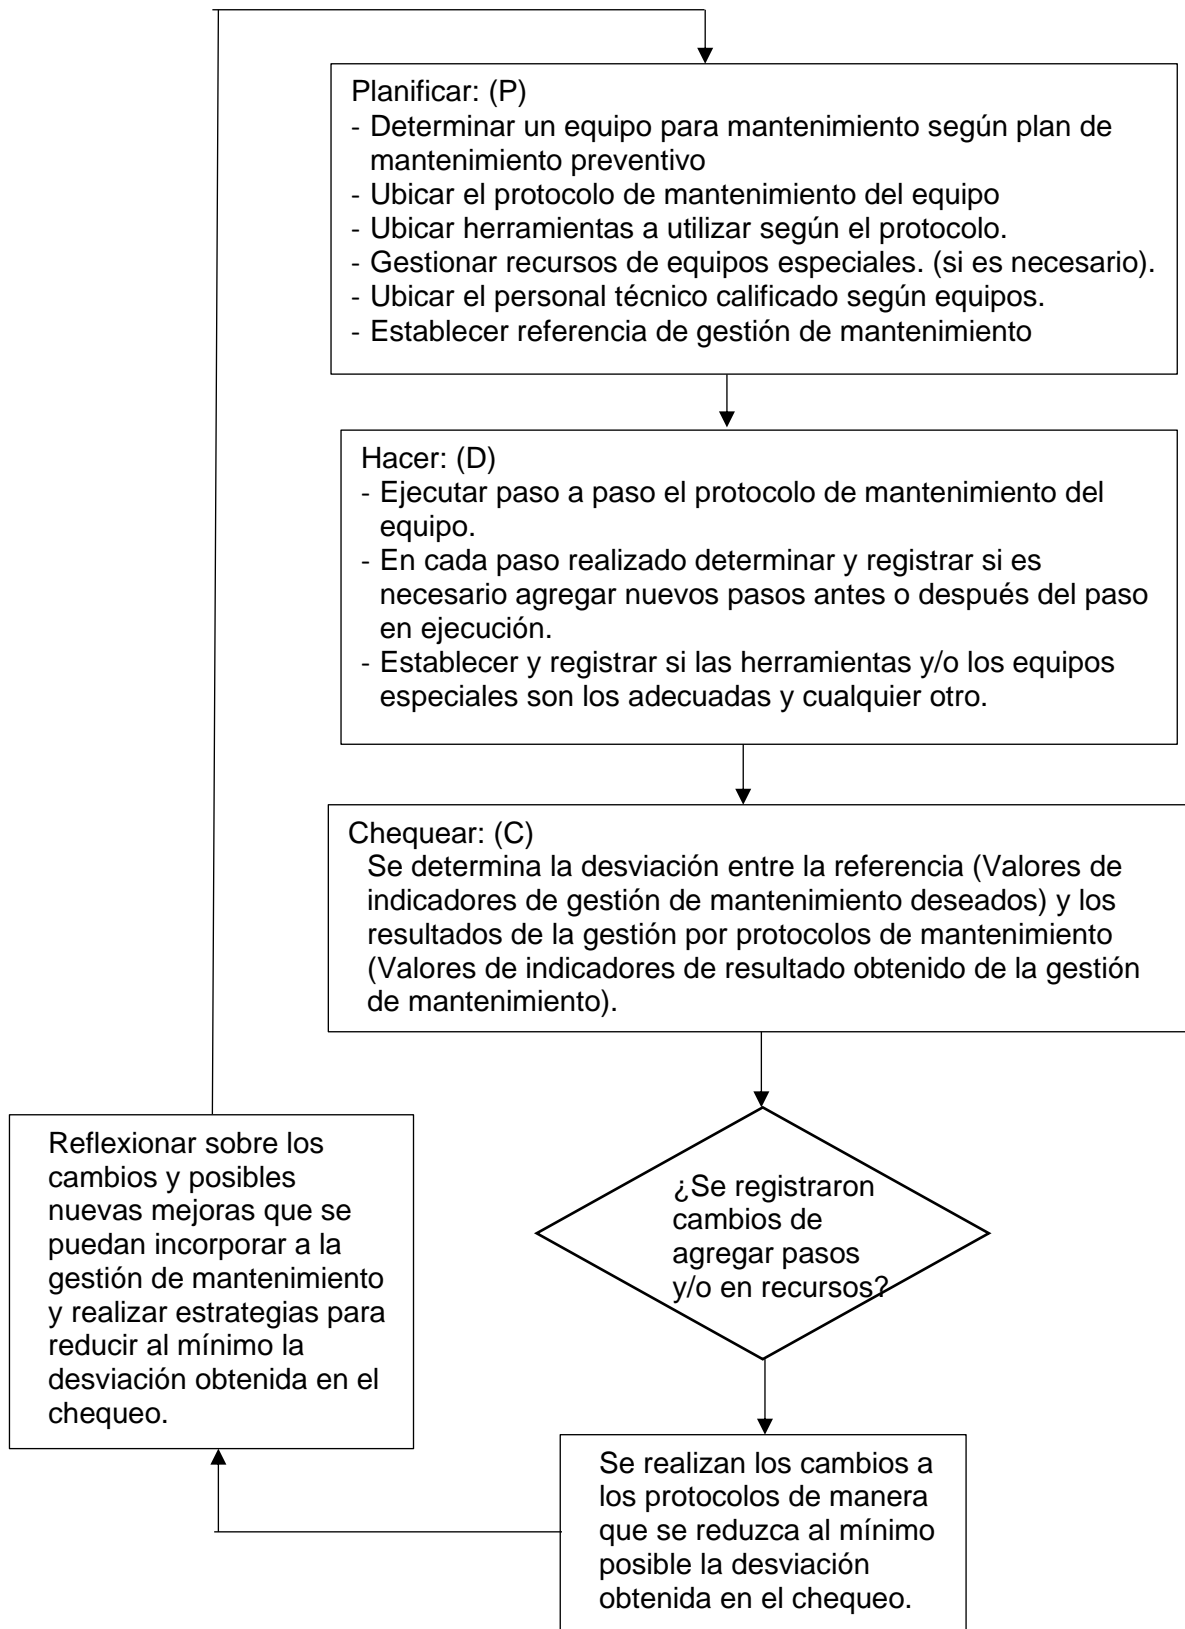 Planificar: (P)
- Determinar un equipo para mantenimiento según plan de
mantenimiento preventivo
- Ubicar el protocolo de mantenimiento del equipo
- Ubicar herramientas a utilizar según el protocolo.
- Gestionar recursos de equipos especiales. (si es necesario).
- Ubicar el personal técnico calificado según equipos.
- Establecer referencia de gestión de mantenimiento
Hacer: (D)
- Ejecutar paso a paso el protocolo de mantenimiento del
equipo.
- En cada paso realizado determinar y registrar si es
necesario agregar nuevos pasos antes o después del paso
en ejecución.
- Establecer y registrar si las herramientas y/o los equipos
especiales son los adecuadas y cualquier otro.
Chequear: (C)
Se determina la desviación entre la referencia (Valores de
indicadores de gestión de mantenimiento deseados) y los
resultados de la gestión por protocolos de mantenimiento
(Valores de indicadores de resultado obtenido de la gestión
de mantenimiento).
¿Se registraron
cambios de
agregar pasos
y/o en recursos?
Se realizan los cambios a
los protocolos de manera
que se reduzca al mínimo
posible la desviación
obtenida en el chequeo.
Reflexionar sobre los
cambios y posibles
nuevas mejoras que se
puedan incorporar a la
gestión de mantenimiento
y realizar estrategias para
reducir al mínimo la
desviación obtenida en el
chequeo.